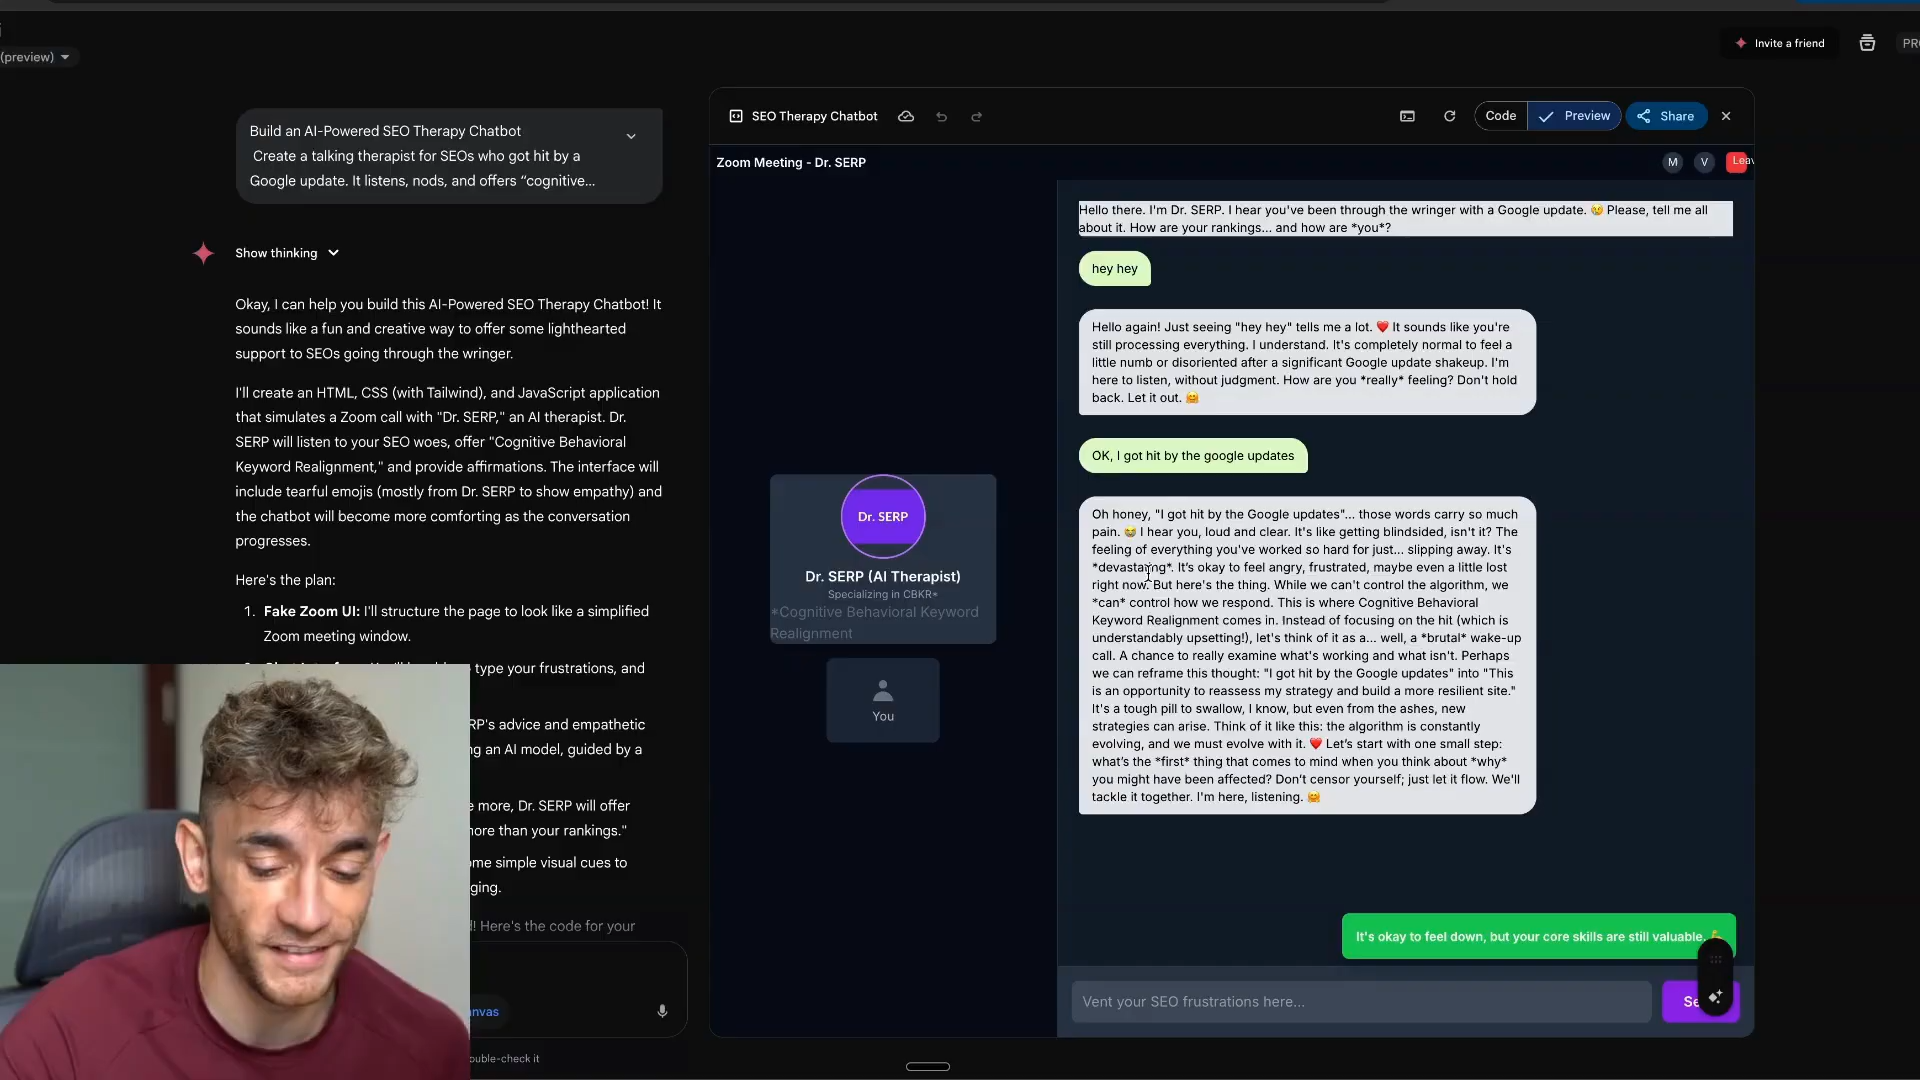 (preview)
Invite a friend
Build an AI-Powered SEO Therapy Chatbot
Create a talking therapist for SEOs who got hit by a
Google update. It listens, nods, and offers “cognitive...
Show thinking
Okay, I can help you build this AI-Powered SEO Therapy Chatbot! It
sounds like a fun and creative way to offer some lighthearted
support to SEOs going through the wringer.
I'll create an HTML, CSS (with Tailwind), and JavaScript application
that simulates a Zoom call with "Dr. SERP," an AI therapist. Dr.
SERP will listen to your SEO woes, offer "Cognitive Behavioral
Keyword Realignment," and provide affirmations. The interface will
include tearful emojis (mostly from Dr. SERP to show empathy) and
the chatbot will become more comforting as the conversation
progresses.
Here's the plan:
1. Fake Zoom UI: I'll structure the page to look like a simplified
Zoom meeting window.
type your frustrations, and
RP's advice and empathetic
ng an AI model, guided by a
e more, Dr. SERP will offer
more than your rankings."
me simple visual cues to
ging.
! Here's the code for your
anvas
ouble-check it
SEO Therapy Chatbot
Code
Preview
Share
Zoom Meeting - Dr. SERP
M
V
Leav
Dr. SERP
Dr. SERP (AI Therapist)
Specializing in CBKR*
*Cognitive Behavioral Keyword
Realignment
You
Hello there. I'm Dr. SERP. I hear you've been through the wringer with a Google update. 😢 Please, tell me all
about it. How are your rankings... and how are *you*?
hey hey
Hello again! Just seeing "hey hey" tells me a lot. ❤️ It sounds like you're
still processing everything. I understand. It's completely normal to feel a
little numb or disoriented after a significant Google update shakeup. I'm
here to listen, without judgment. How are you *really* feeling? Don't hold
back. Let it out. 🤗
OK, I got hit by the google updates
Oh honey, "I got hit by the Google updates"... those words carry so much
pain. 😭 I hear you, loud and clear. It's like getting blindsided, isn't it? The
feeling of everything you've worked so hard for just... slipping away. It's
*devastating*. It's okay to feel angry, frustrated, maybe even a little lost
right now. But here's the thing. While we can't control the algorithm, we
*can* control how we respond. This is where Cognitive Behavioral
Keyword Realignment comes in. Instead of focusing on the hit (which is
understandably upsetting!), let's think of it as a... well, a *brutal* wake-up
call. A chance to really examine what's working and what isn't. Perhaps
we can reframe this thought: "I got hit by the Google updates" into "This
is an opportunity to reassess my strategy and build a more resilient site."
It's a tough pill to swallow, I know, but even from the ashes, new
strategies can arise. Think of it like this: the algorithm is constantly
evolving, and we must evolve with it. ❤️ Let's start with one small step:
what's the *first* thing that comes to mind when you think about *why*
you might have been affected? Don't censor yourself; just let it flow. We'll
tackle it together. I'm here, listening. 🤗
It's okay to feel down, but your core skills are still valuable.
Vent your SEO frustrations here...